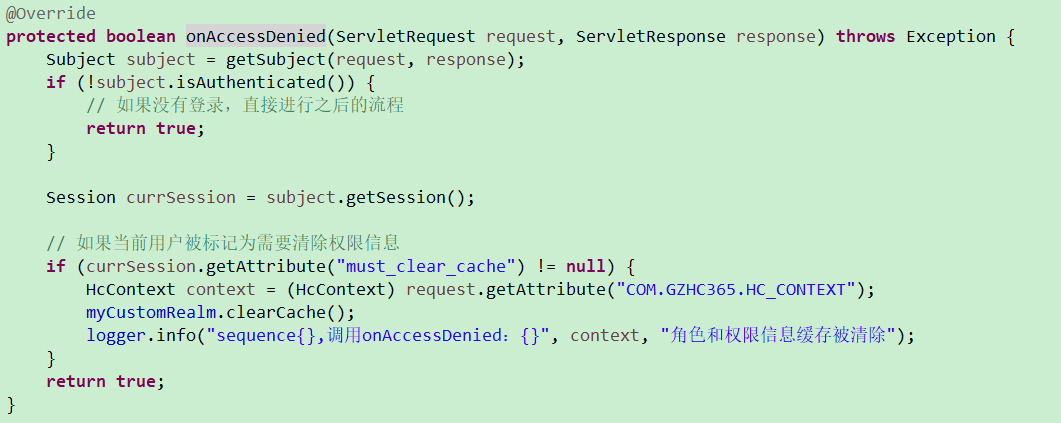 @Override
protected boolean onAccessDenied(ServletRequest request, ServletResponse response) throws Exception {
    Subject subject = getSubject(request, response);
    if (!subject.isAuthenticated()) {
        // 如果没有登录，直接进行之后的流程
        return true;
    }

    Session currSession = subject.getSession();

    // 如果当前用户被标记为需要清除权限信息
    if (currSession.getAttribute("must_clear_cache") != null) {
        HcContext context = (HcContext) request.getAttribute("COM.GZHC365.HC_CONTEXT");
        myCustomRealm.clearCache();
        logger.info("sequence{},调用onAccessDenied：{}", context, "角色和权限信息缓存被清除");
    }
    return true;
}